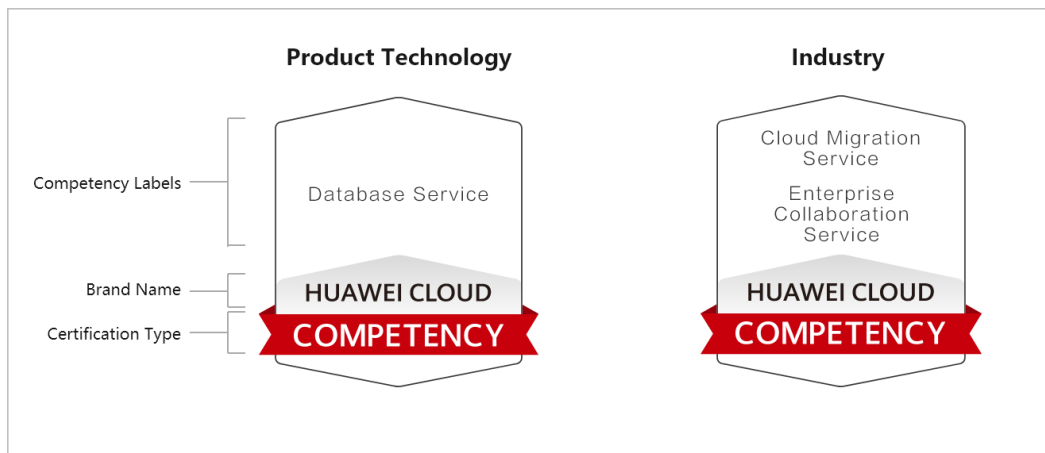 Product Technology
Industry
Competency Labels
Database Service
Cloud Migration
Service
Enterprise
Collaboration
Service
Brand Name
HUAWEI CLOUD
HUAWEI CLOUD
Certification Type
COMPETENCY
COMPETENCY